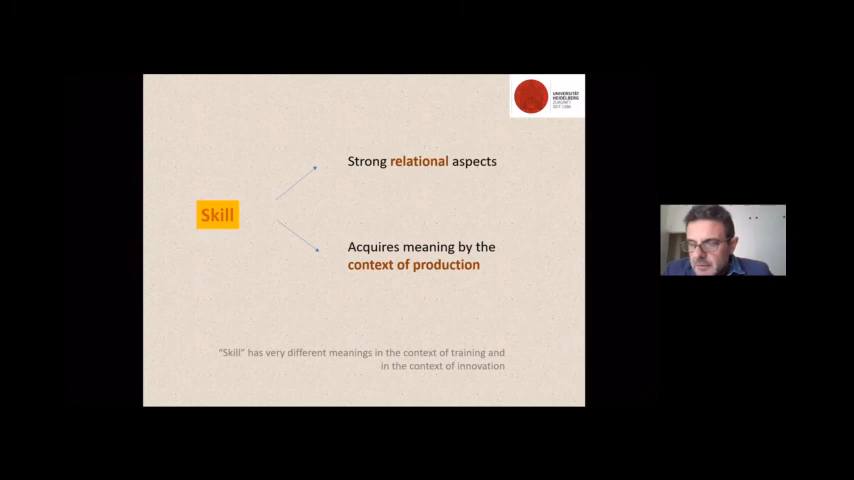 UNIVERSITÄT
HEIDELBERG
ZUKUNFT
SEIT 1386
Strong relational aspects
Skill
Acquires meaning by the
context of production
“Skill” has very different meanings in the context of training and
in the context of innovation